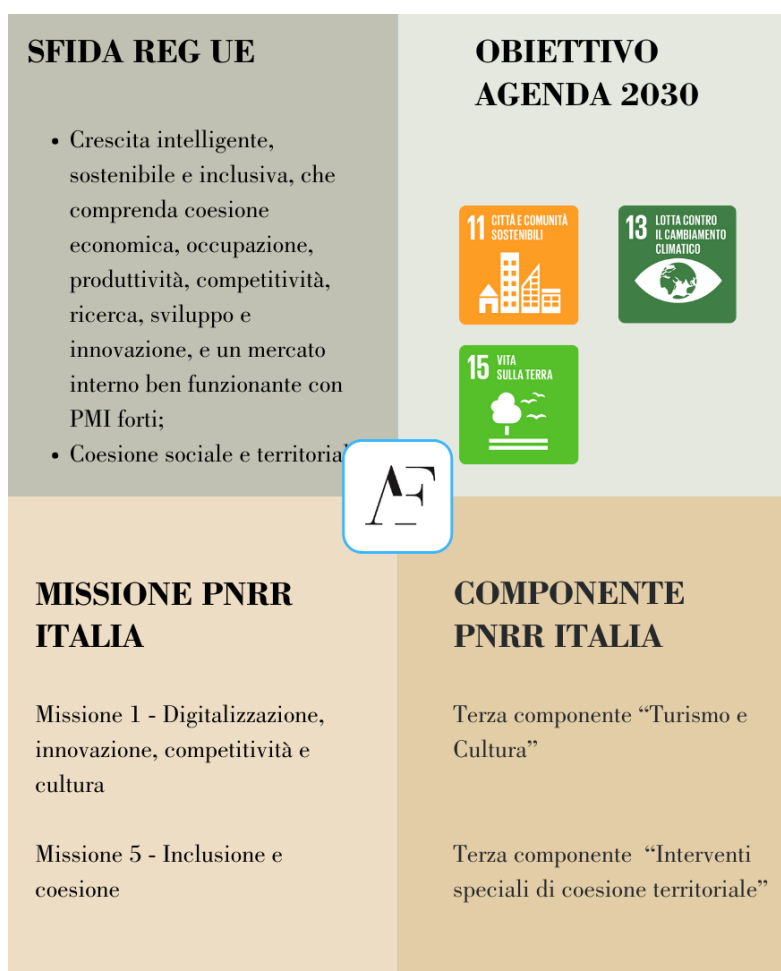 SFIDA REG UE
• Crescita intelligente,
sostenibile e inclusiva, che
comprenda coesione
economica, occupazione,
produttività, competitività,
ricerca, sviluppo e
innovazione, e un mercato
interno ben funzionante con
PMI forti;
• Coesione sociale e
OBIETTIVO
AGENDA 2030
11 CITTÀ E COMUNITÀ
SOSTENIBILI
13 LOTTA CONTRO
IL CAMBIAMENTO
CLIMATICO
15 VITA
SULLA TERRA
AF
MISSIONE PNRR
ITALIA
Missione 1 - Digitalizzazione,
innovazione, competitività e
cultura
Missione 5 - Inclusione e
coesione
COMPONENTE
PNRR ITALIA
Terza componente “Turismo e
Cultura”
Terza componente “Interventi
speciali di coesione territoriale”